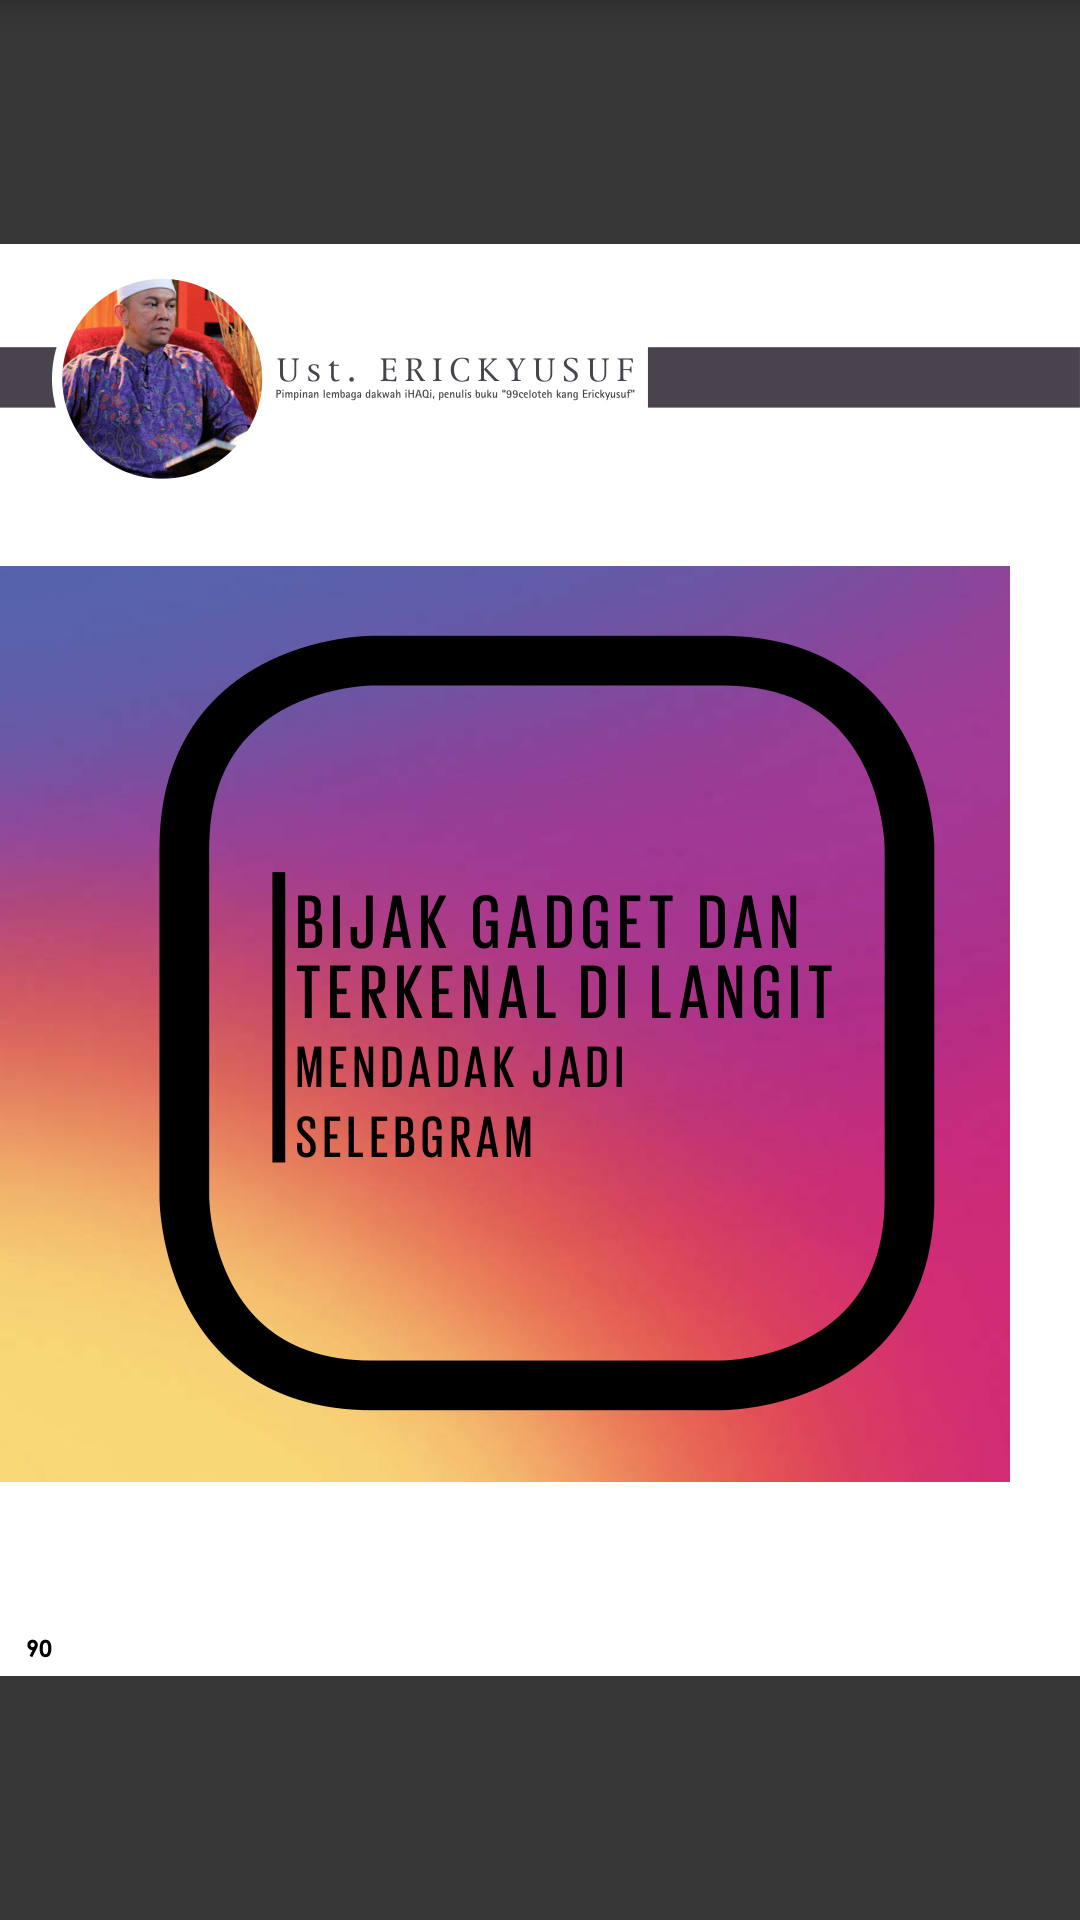 Ust. ERICKYUSUF
Pimpinan lembaga dakwah iHAQi, penulis buku "99celoteh kang Erickyusuf"
BIJAK GADGET DAN
TERKENAL DI LANGIT
MENDADAK JADI
SELEBGRAM
90